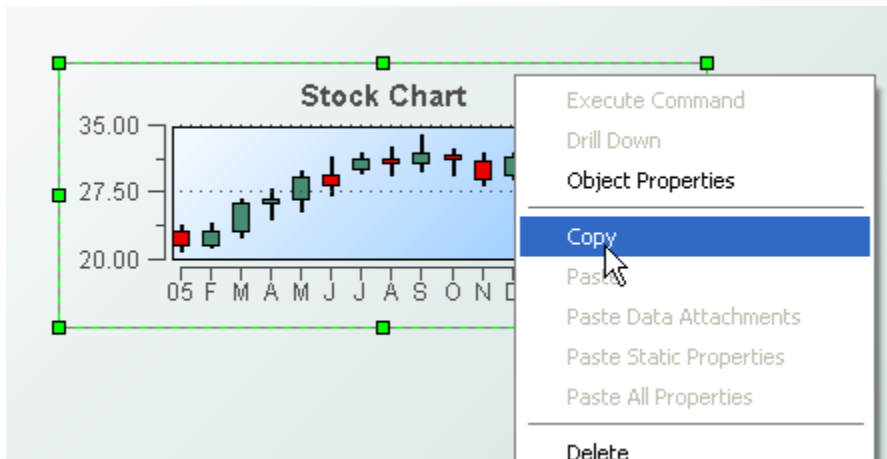 Stock Chart
35.00
27.50
20.00
05 F M A M J J A S O N D
Execute Command
Drill Down
Object Properties
Copy
Paste
Paste Data Attachments
Paste Static Properties
Paste All Properties
Delete